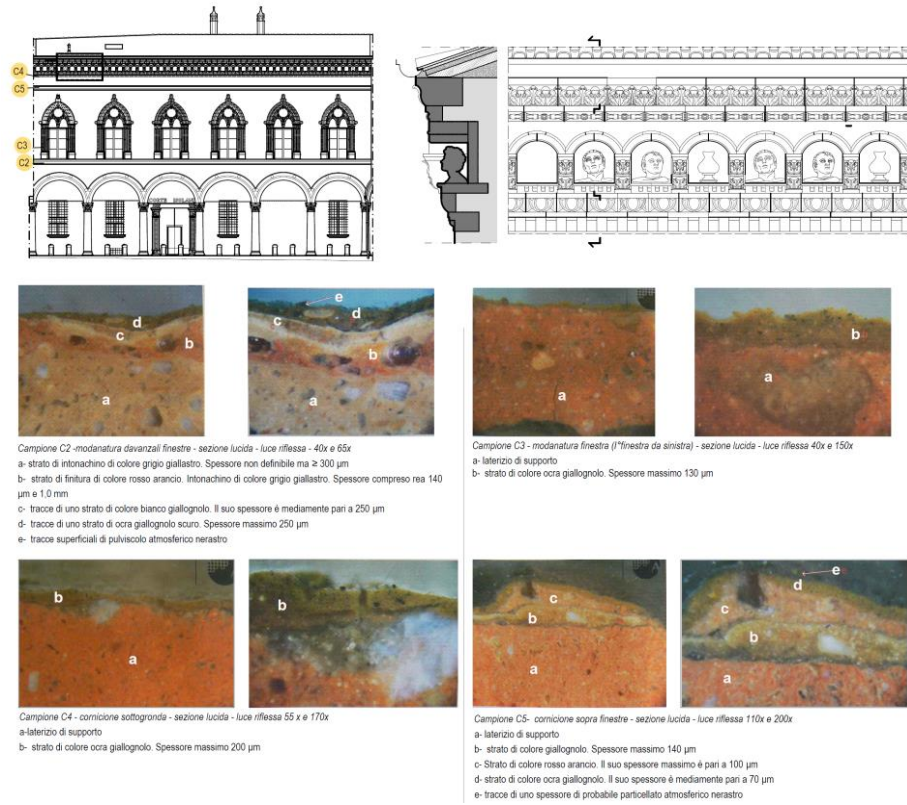 C4
C5
C3
C2
e
d
d
c
c
b
b
a
a
b
a
a
Campione C2 -modanatura davanzali finestre - sezione lucida - luce riflessa - 40x e 65x
a- strato di intonachino di colore grigio giallastro. Spessore non definibile ma ≥ 300 µm
b- strato di finitura di colore rosso arancio. Intonachino di colore grigio giallastro. Spessore compreso rea 140
µm e 1,0 mm
c- tracce di uno strato di colore bianco giallognolo. Il suo spessore é mediamente pari a 250 µm
d- tracce di uno strato di ocra giallognolo scuro. Spessore massimo 250 µm
e- tracce superficiali di pulviscolo atmosferico nerastro
Campione C3 - modanatura finestra (I°finestra da sinistra) - sezione lucida - luce riflessa 40x e 150x
a- laterizio di supporto
b- strato di colore ocra giallognolo. Spessore massimo 130 µm
b
a
b
c
b
a
e
d
c
b
a
Campione C4 - cornicione sottogronda - sezione lucida - luce riflessa 55 x e 170x
a-laterizio di supporto
b- strato di colore ocra giallognolo. Spessore massimo 200 µm
Campione C5- cornicione sopra finestre - sezione lucida - luce riflessa 110x e 200x
a- laterizio di supporto
b- strato di colore giallognolo. Spessore massimo 140 µm
c- Strato di colore rosso arancio. Il suo spessore massimo é pari a 100 µm
d- strato di colore ocra giallognolo. Il suo spessore é mediamente pari a 70 µm
e- tracce di uno spessore di probabile particellato atmosferico nerastro